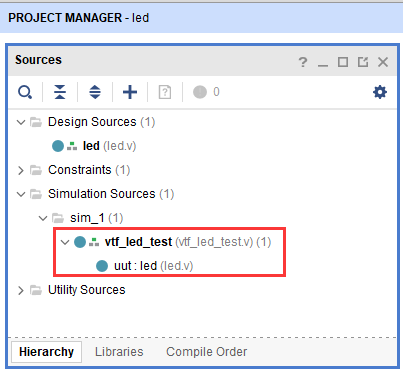 PROJECT MANAGER - led
Sources
? 0
Design Sources (1)
led (led.v)
Constraints
Simulation Sources (1)
sim_1 (1)
vtf_led_test (vtf_led_test.v) (1)
uut : led (led.v)
Utility Sources
Hierarchy Libraries Compile Order